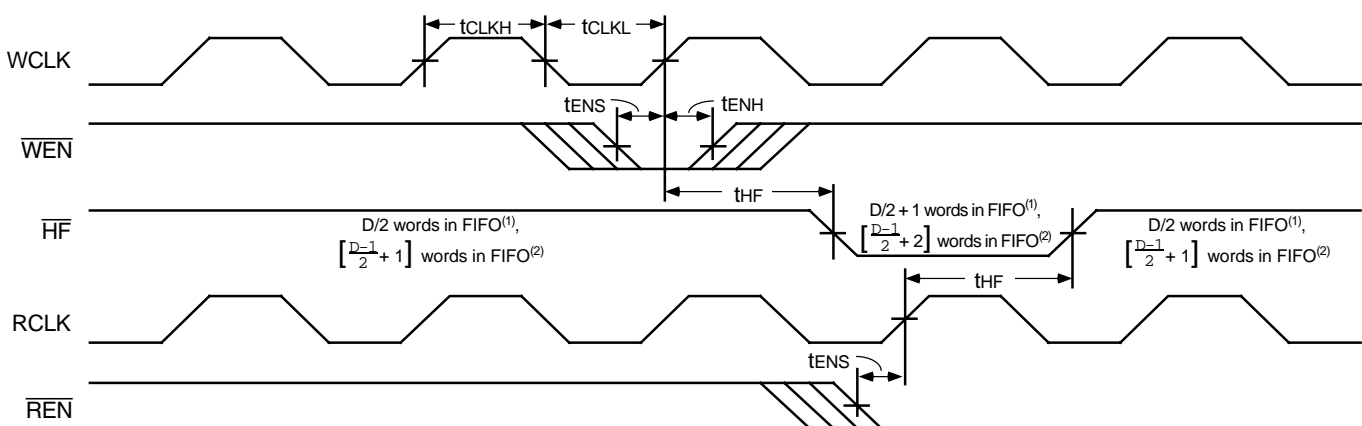 tCLKH tCLKL
WCLK
tENS tENH
WEN
tHF
HF
D/2 words in FIFO(1),
[D-1/2 + 1] words in FIFO(2)
D/2 + 1 words in FIFO(1),
[D-1/2 + 2] words in FIFO(2)
D/2 words in FIFO(1),
[D-1/2 + 1] words in FIFO(2)
tHF
RCLK
tENS
REN